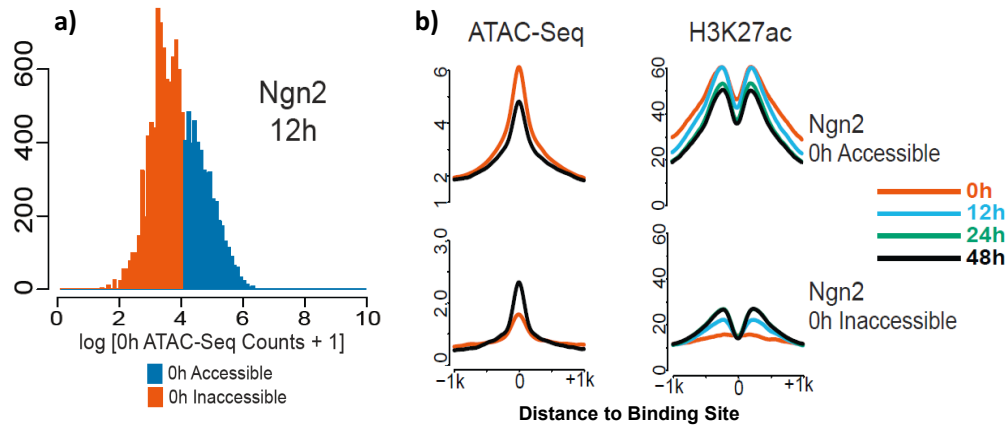 a)
Ngn2
12h
600
400
200
0
0 2 4 6 8 10
log [0h ATAC-Seq Counts + 1]
0h Accessible
0h Inaccessible
b)
ATAC-Seq
H3K27ac
6
4
2
1
60
40
20
0
Ngn2
0h Accessible
3.0
2.0
0.0
60
40
20
0
Ngn2
0h Inaccessible
−1k 0 +1k
−1k 0 +1k
Distance to Binding Site
0h
12h
24h
48h